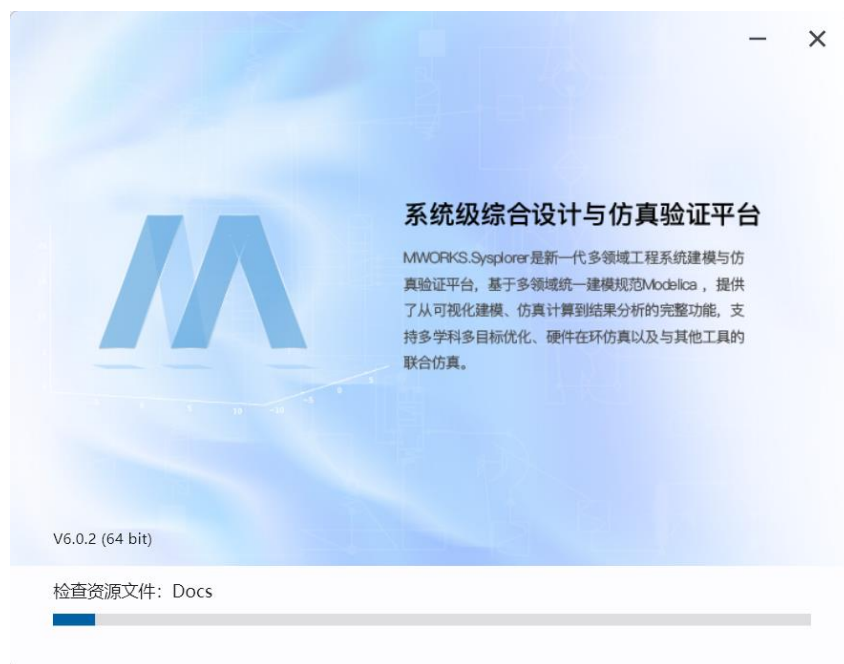 系统级综合设计与仿真验证平台
MWORKS.Sysplorer是新一代多领域工程系统建模与仿
真验证平台，基于多领域统一建模规范Modelica ，提供
了从可视化建模、仿真计算到结果分析的完整功能，支
持多学科多目标优化、硬件在环仿真以及与其他工具的
联合仿真。
10
-10
-5
0
5
V6.0.2 (64 bit)
检查资源文件：Docs